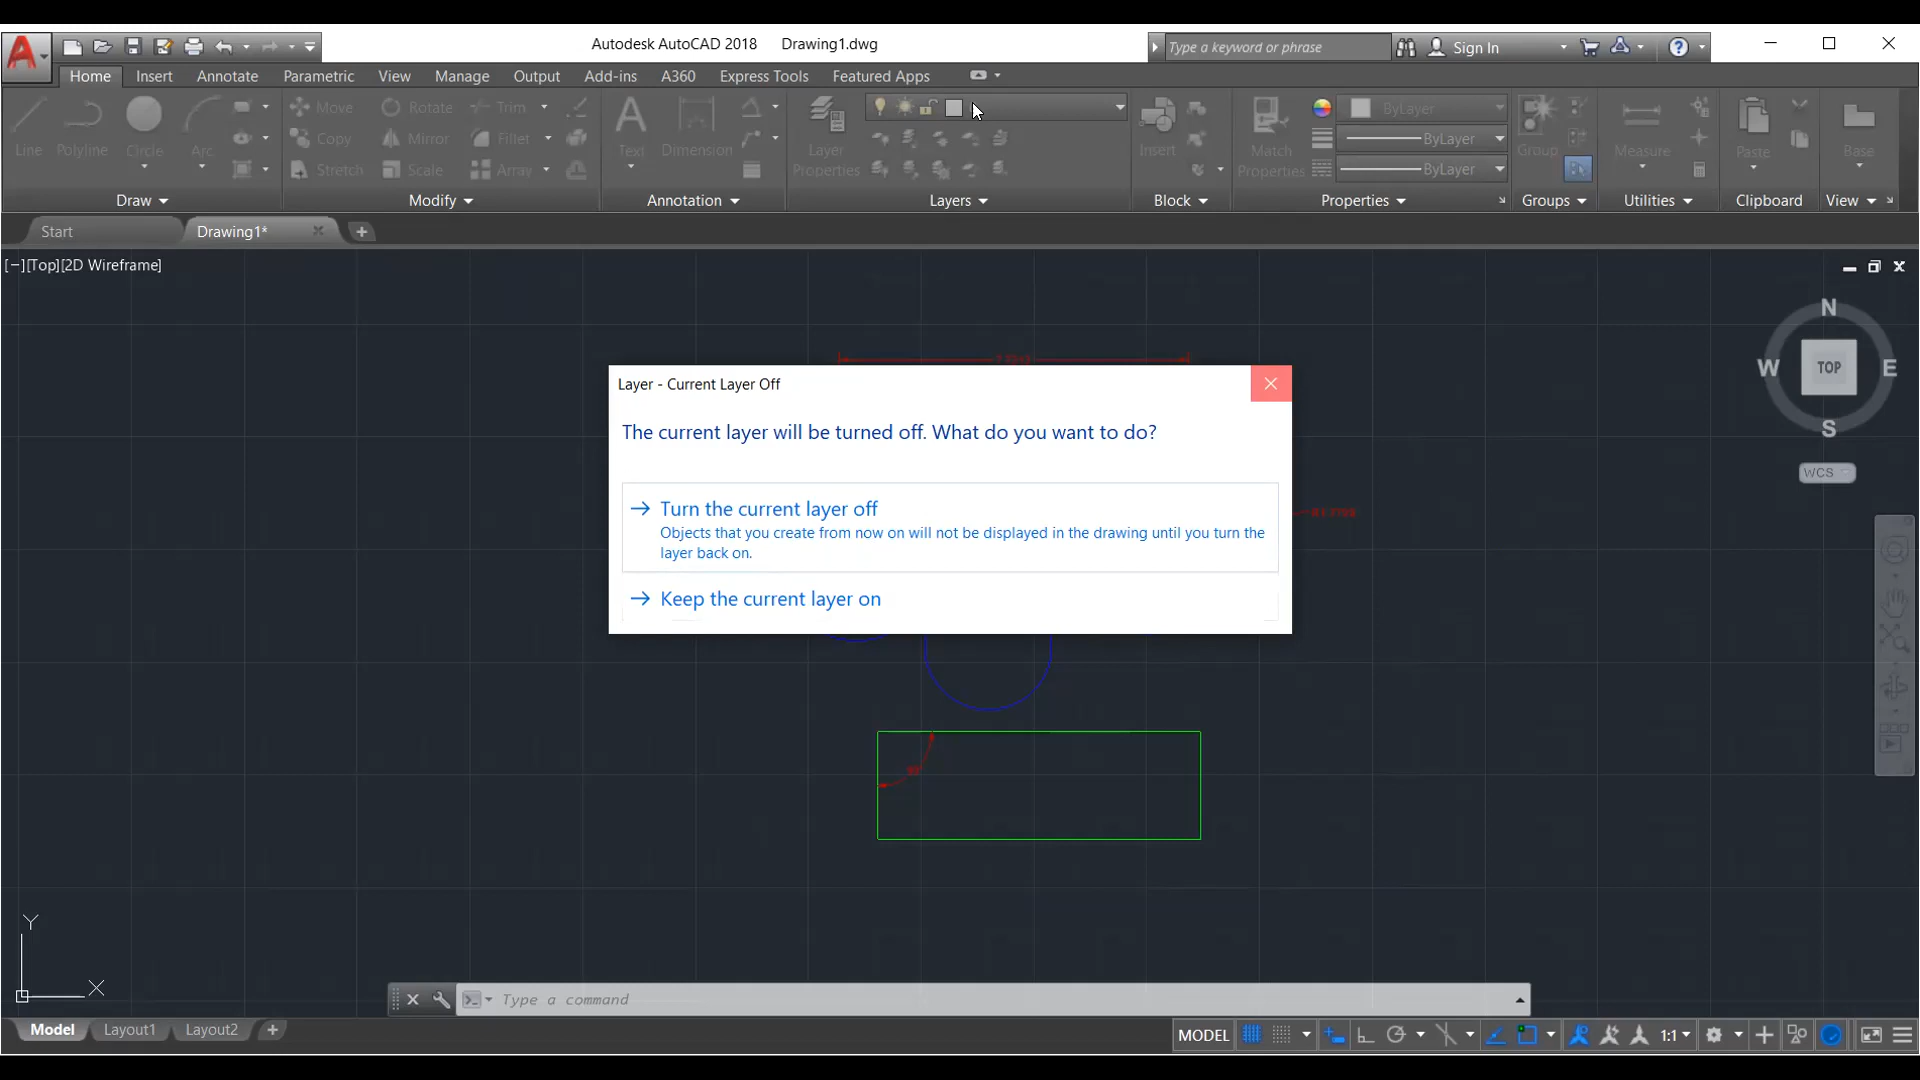 Autodesk AutoCAD 2018 Drawing1.dwg
Type a keyword or phrase
Sign In
Home Insert Annotate Parametric View Manage Output Add-ins A360 Express Tools Featured Apps
Line Polyline Circle Arc
Move Rotate Trim
Copy Mirror Fillet
Stretch Scale Array
Text Dimension
Layer Properties
Insert
Match Properties
ByLayer
ByLayer
ByLayer
Group
Measure
Paste
Base
Draw Modify Annotation Layers Block Properties Groups Utilities Clipboard View
Start Drawing1*
[–][Top][2D Wireframe]
N
W TOP E
S
WCS
Layer - Current Layer Off
The current layer will be turned off. What do you want to do?
Turn the current layer off
Objects that you create from now on will not be displayed in the drawing until you turn the
layer back on.
Keep the current layer on
Y
X
Type a command
Model Layout1 Layout2
MODEL 1:1